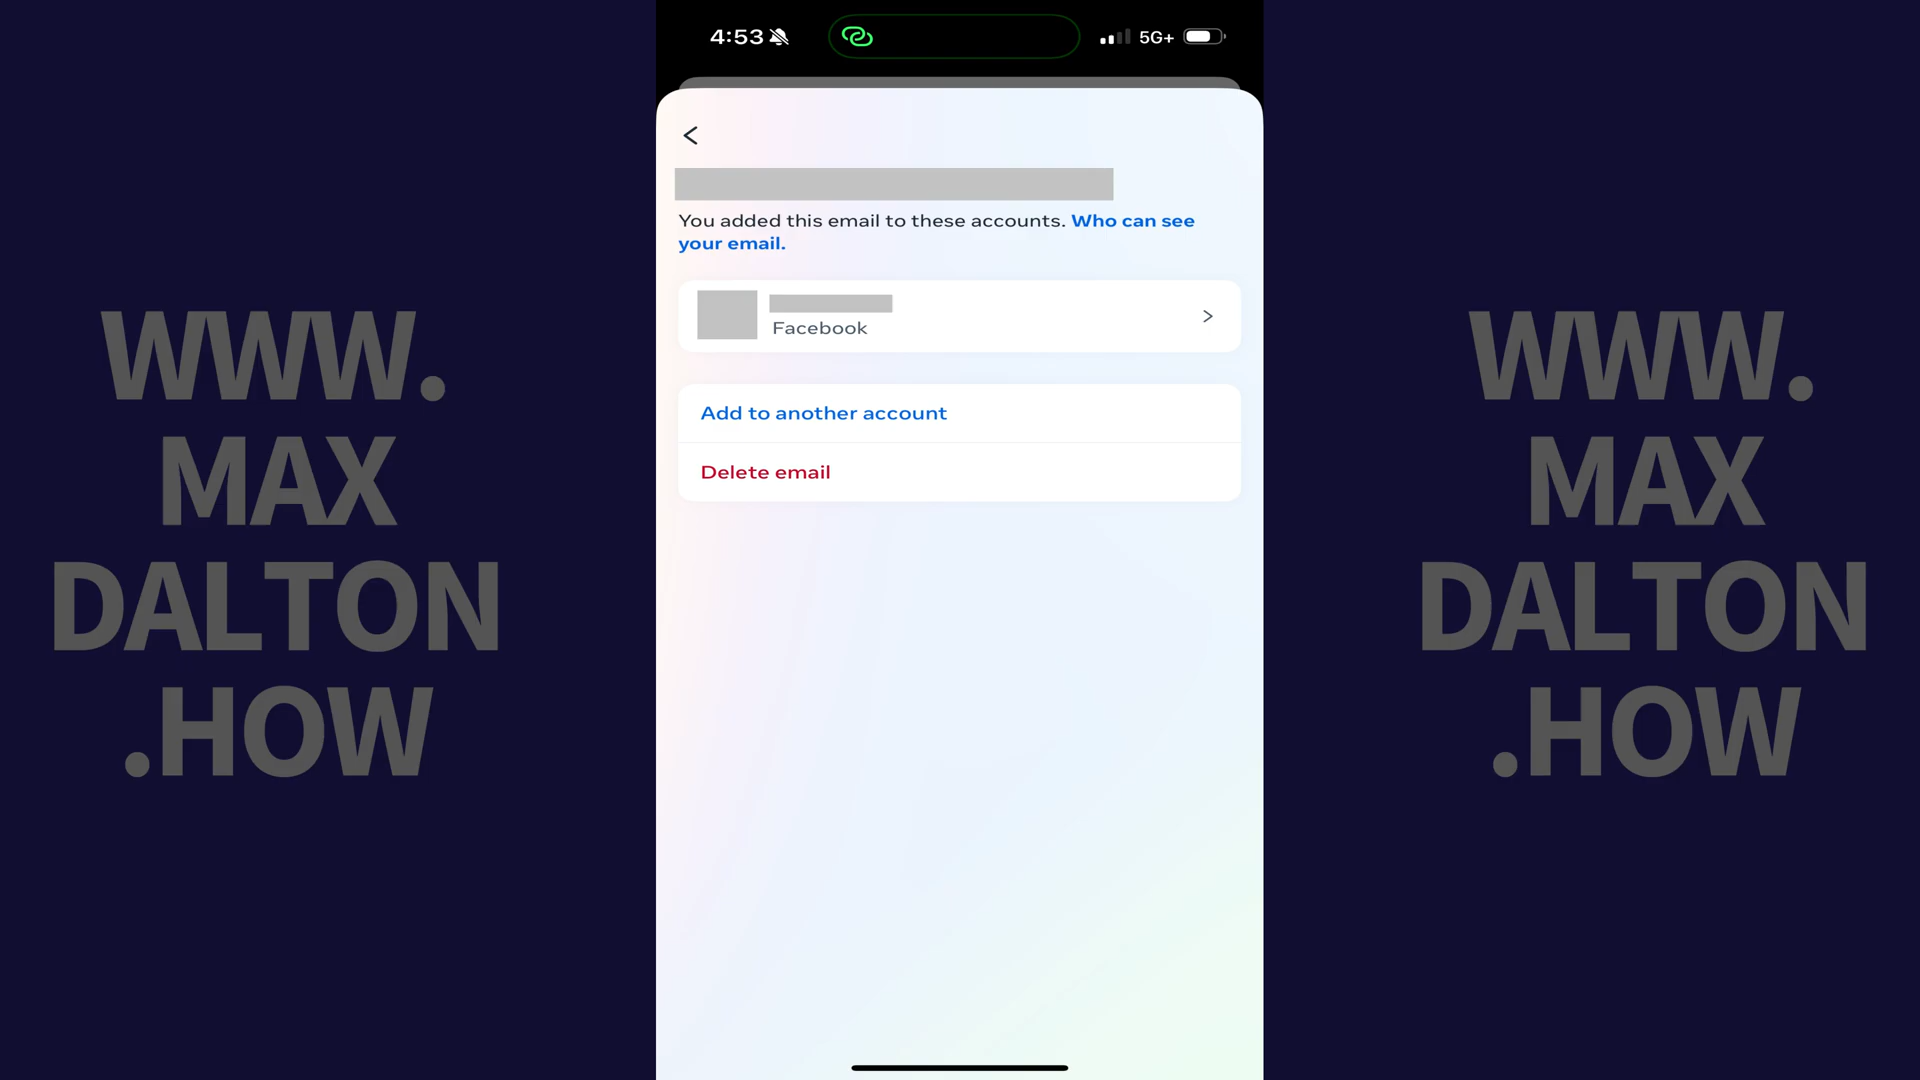 4:53
5G+
You added this email to these accounts. Who can see
your email.
Facebook
Add to another account
Delete email
WWW.
MAX
DALTON
.HOW
WWW.
MAX
DALTON
.HOW